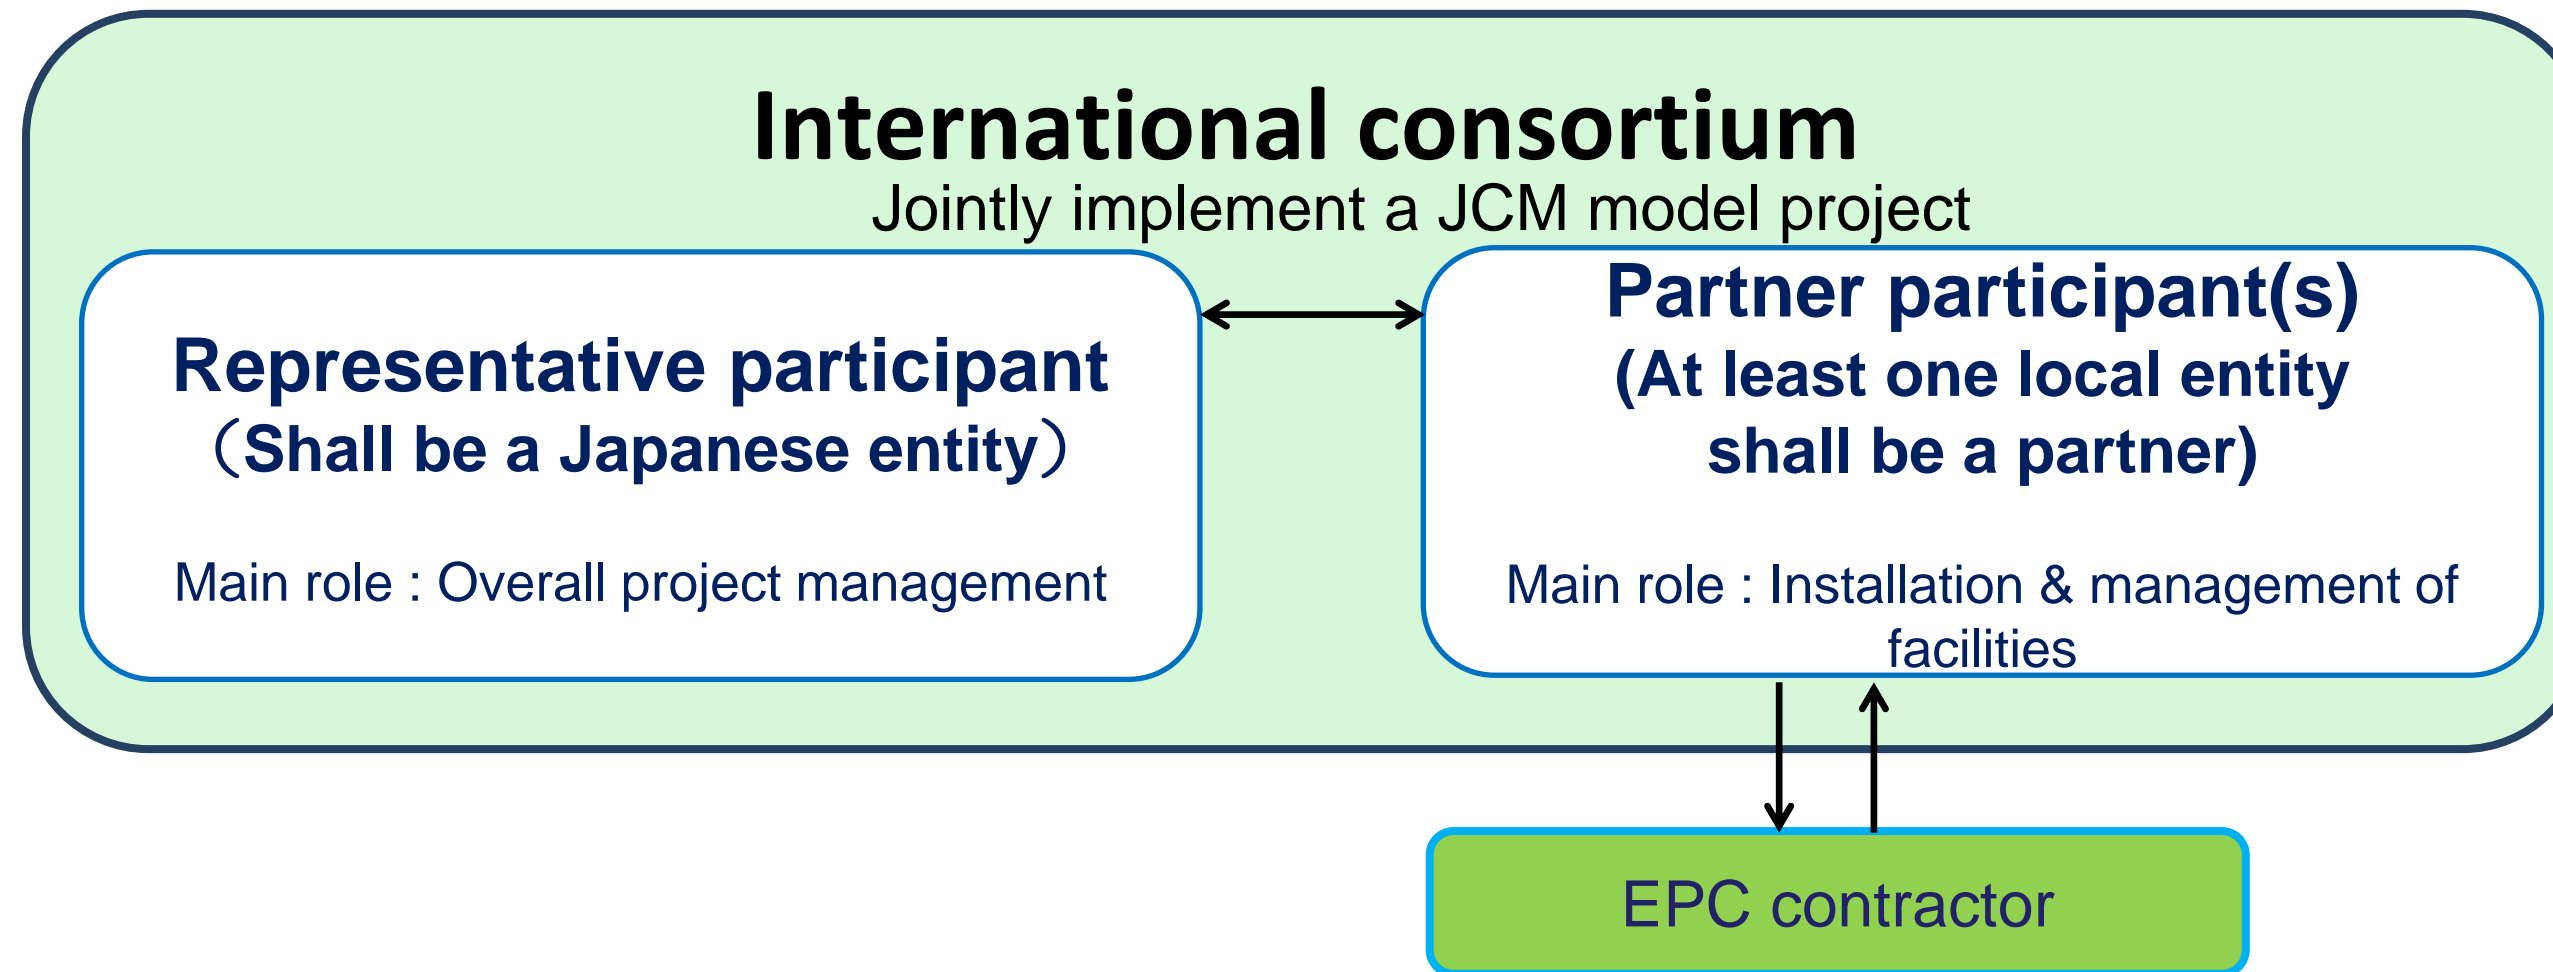 International consortium
Jointly implement a JCM model project
Representative participant
（Shall be a Japanese entity）
Main role : Overall project management
Partner participant(s)
(At least one local entity
shall be a partner)
Main role : Installation & management of
facilities
EPC contractor